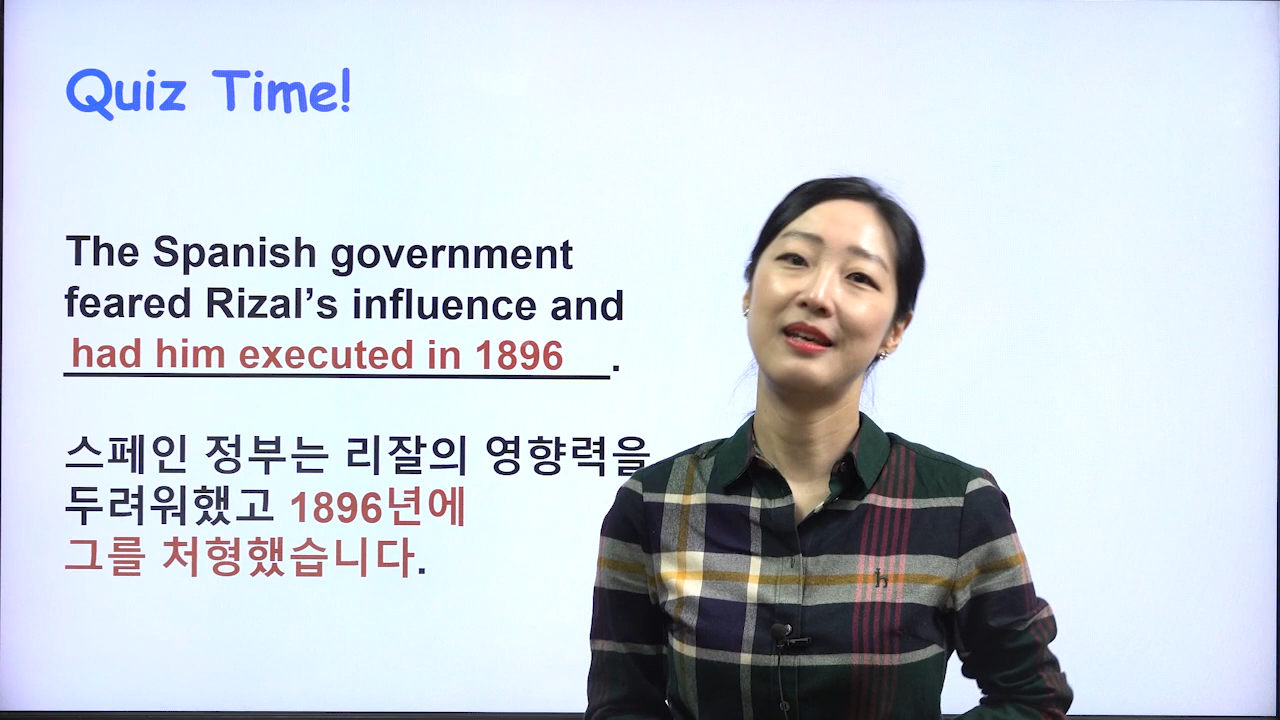 Quiz Time!
The Spanish government
feared Rizal’s influence and
had him executed in 1896.
스페인 정부는 리잘의 영향력을
두려워했고 1896년에
그를 처형했습니다.
h